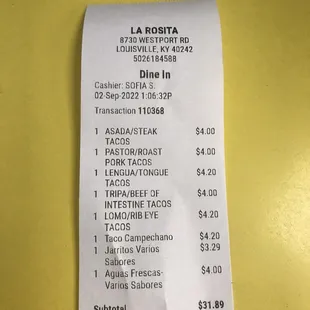 LA ROSITA
8730 WESTPORT RD
LOUISVILLE, KY 40242
5026184588
Dine In
Cashier: SOFIA S.
02-Sep-2022 1:06:32P
Transaction 110368
1 ASADA/STEAK $4.00
TACOS
1 PASTOR/ROAST $4.00
PORK TACOS
1 LENGUA/TONGUE $4.20
TACOS
1 TRIPA/BEEF OF $4.00
INTESTINE TACOS
1 LOMO/RIB EYE $4.20
TACOS
1 Taco Campechano $4.20
1 Jarritos Varios $3.29
Sabores
1 Aguas Frescas- $4.00
Varios Sabores
Subtotal $31.89